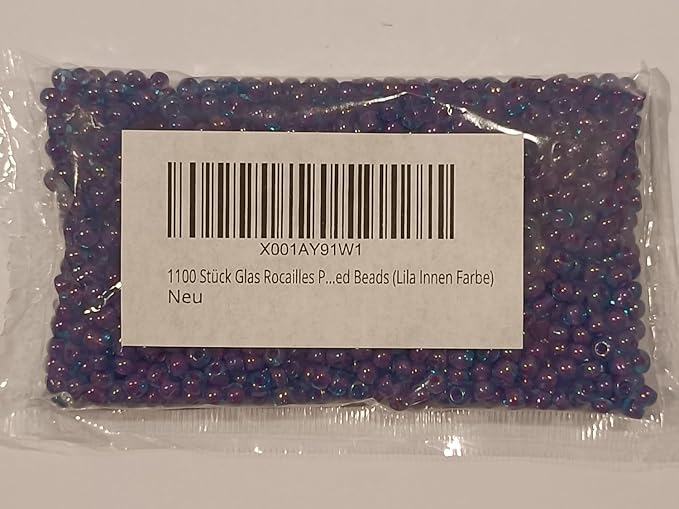 X001AY91W1
1100 Stück Glas Rocailles P...ed Beads (Lila Innen Farbe)
Neu